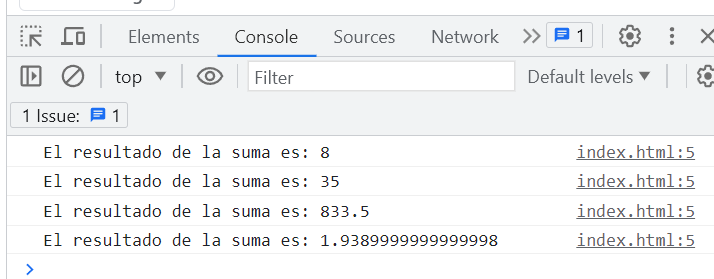 Elements Console Sources Network 1
top Filter Default levels
1 Issue: 1
El resultado de la suma es: 8 index.html:5
El resultado de la suma es: 35 index.html:5
El resultado de la suma es: 833.5 index.html:5
El resultado de la suma es: 1.9389999999999998 index.html:5